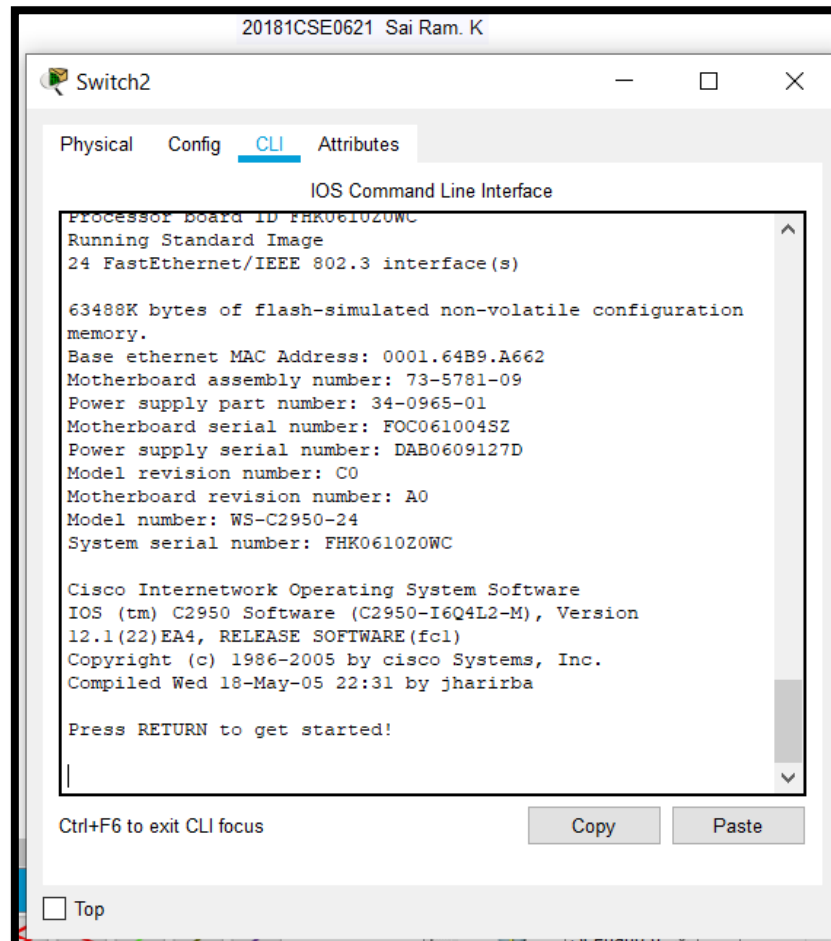 20181CSE0621 Sai Ram. K
Switch2
Physical Config CLI Attributes
IOS Command Line Interface
Processor board ID FHK0610Z0WC
Running Standard Image
24 FastEthernet/IEEE 802.3 interface(s)
63488K bytes of flash-simulated non-volatile configuration
memory.
Base ethernet MAC Address: 0001.64B9.A662
Motherboard assembly number: 73-5781-09
Power supply part number: 34-0965-01
Motherboard serial number: FOC061004SZ
Power supply serial number: DAB0609127D
Model revision number: C0
Motherboard revision number: A0
Model number: WS-C2950-24
System serial number: FHK0610Z0WC
Cisco Internetwork Operating System Software
IOS (tm) C2950 Software (C2950-I6Q4L2-M), Version
12.1(22)EA4, RELEASE SOFTWARE(fc1)
Copyright (c) 1986-2005 by cisco Systems, Inc.
Compiled Wed 18-May-05 22:31 by jharirba
Press RETURN to get started!
Ctrl+F6 to exit CLI focus
Copy Paste
Top